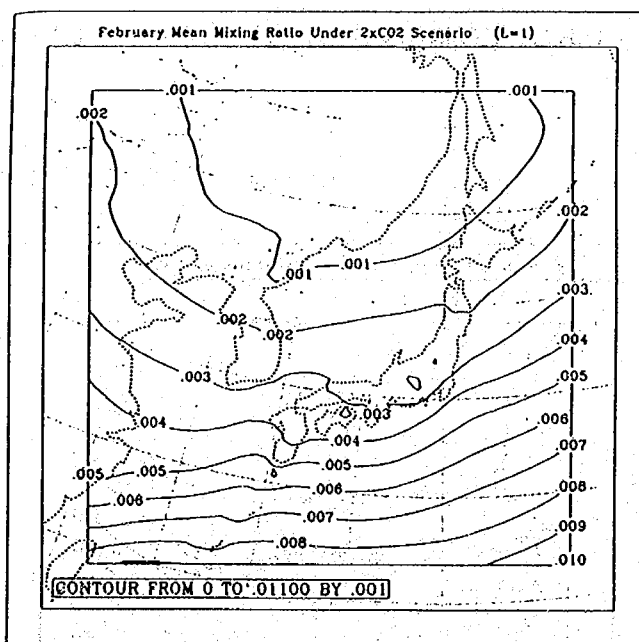 February Mean Mixing Ratio Under 2xCO2 Scenario (L=1)
.001 .001
.002
.002
.001 .001
.003
.002 .002
.004
.003 .005
.003
.004 .004 .006
.005 .005 .005 .007
.006 .006 .008
.007
.008 .009
.010
CONTOUR FROM 0 TO .01100 BY .001